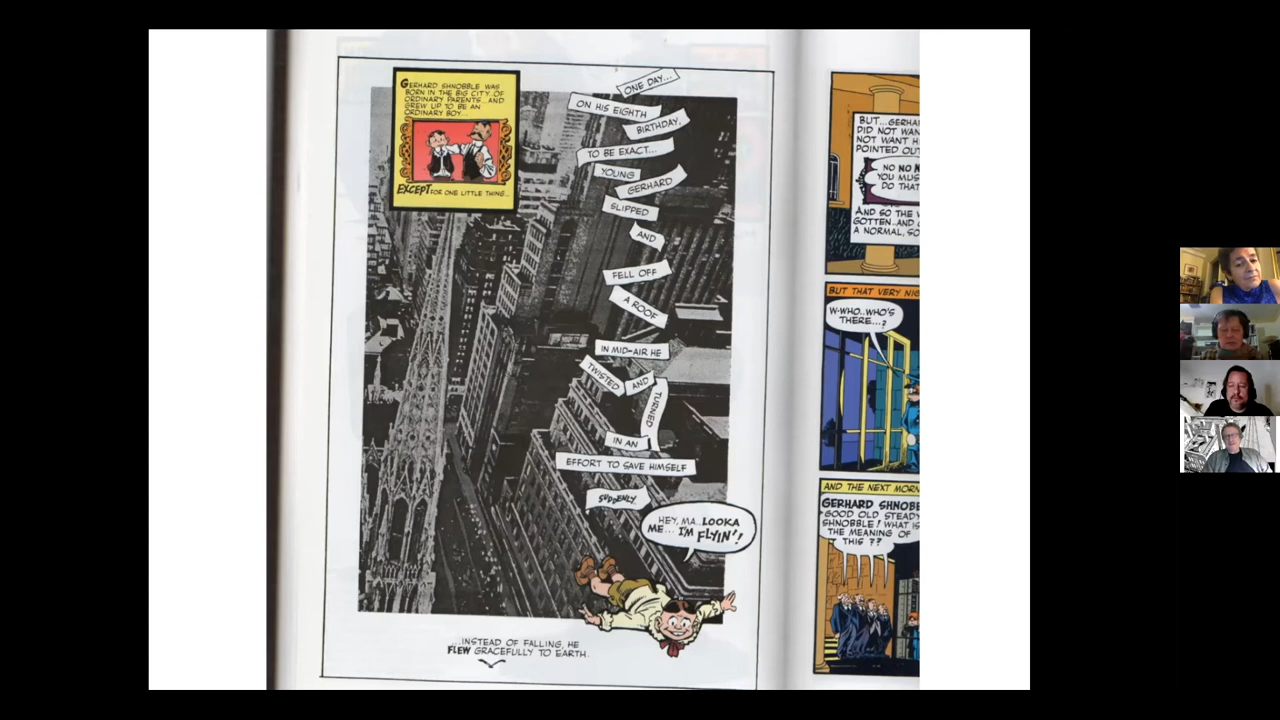 GERHARD SHNOBBLE WAS
BORN IN THE BIG CITY. OF
ORDINARY PARENTS...AND
GREW UP TO BE AN
ORDINARY BOY...
EXCEPT FOR ONE LITTLE THING...
ONE DAY...
ON HIS EIGHTH
BIRTHDAY,
TO BE EXACT...
YOUNG
GERHARD
SLIPPED
AND
FELL OFF
A ROOF
IN MID-AIR HE
TWISTED
AND
TURNED
IN AN
EFFORT TO SAVE HIMSELF
SUDDENLY
HEY, MA..LOOKA
ME... I'M FLYIN'!
...INSTEAD OF FALLING, HE
FLEW GRACEFULLY TO EARTH.
BUT...GERHA
DID NOT WAN
NOT WANT H
POINTED OUT
NO NO N
YOU MUS
DO THAT
AND SO THE
GOTTEN..AND
A NORMAL, SO
BUT THAT VERY NIG
W-WHO..WHO'S
THERE...?
AND THE NEXT MORN
GERHARD SHNOBB
GOOD OLD STEADY
SHNOBBLE! WHAT IS
THE MEANING OF
THIS ??